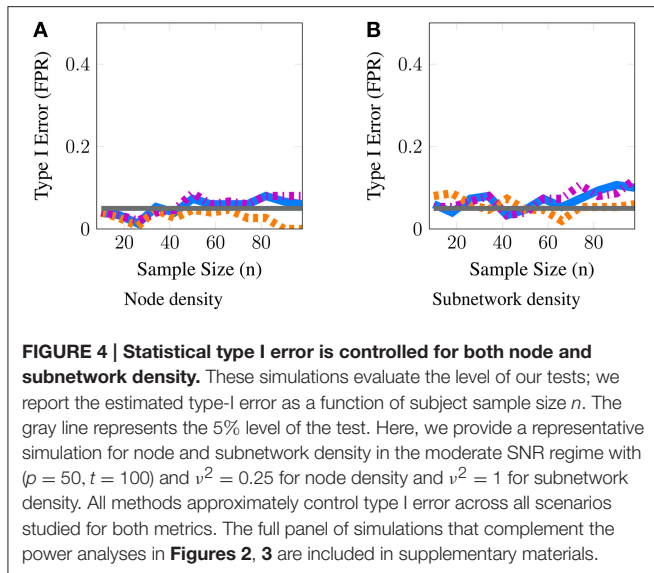 A
B
Type I Error (FPR)
0.4
0.2
0
20 40 60 80
Sample Size (n)
Node density
Type I Error (FPR)
0.4
0.2
0
20 40 60 80
Sample Size (n)
Subnetwork density
FIGURE 4 | Statistical type I error is controlled for both node and
subnetwork density. These simulations evaluate the level of our tests; we
report the estimated type-I error as a function of subject sample size n. The
gray line represents the 5% level of the test. Here, we provide a representative
simulation for node and subnetwork density in the moderate SNR regime with
(p = 50, t = 100) and ν² = 0.25 for node density and ν² = 1 for subnetwork
density. All methods approximately control type I error across all scenarios
studied for both metrics. The full panel of simulations that complement the
power analyses in Figures 2, 3 are included in supplementary materials.